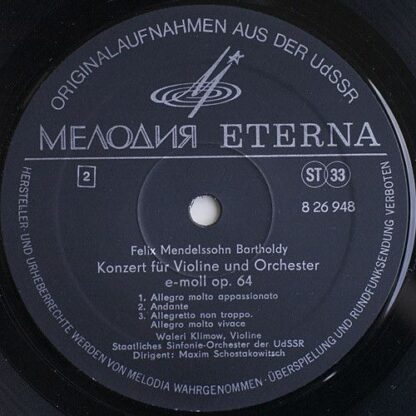 ORIGINALAUFNAHMEN AUS DER UdSSR
МЕЛОДИЯ ETERNA
2
ST 33
8 26 948
Felix Mendelssohn Bartholdy
Konzert für Violine und Orchester
e-moll op. 64
1. Allegro molto appassionato
2. Andante
3. Allegretto non troppo.
Allegro molto vivace
Waleri Klimow, Violine
Staatliches Sinfonie-Orchester der UdSSR
Dirigent: Maxim Schostakowitsch
HERSTELLER- UND URHEBERRECHTE WERDEN VON MELODIA WAHRGENOMMEN · ÜBERSPIELUNG UND RUNDFUNKSENDUNG VERBOTEN